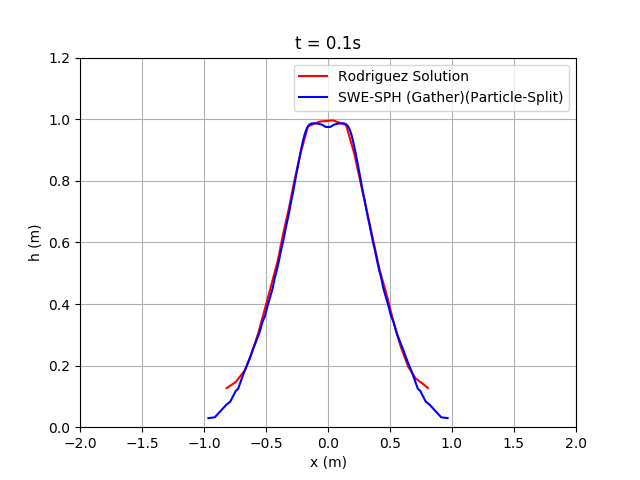 t = 0.1s
Rodriguez Solution
SWE-SPH (Gather)(Particle-Split)
h (m)
1.2
1.0
0.8
0.6
0.4
0.2
0.0
−2.0 −1.5 −1.0 −0.5 0.0 0.5 1.0 1.5 2.0
x (m)